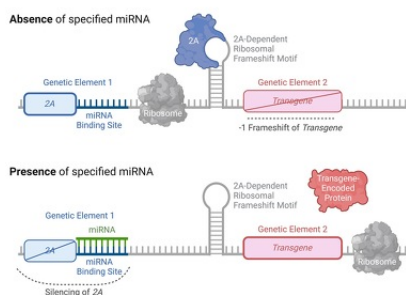 Absence of specified miRNA
2A
2A-Dependent
Ribosomal
Frameshift Motif
Genetic Element 1
Genetic Element 2
2A
Ribosome
Transgene
miRNA
Binding Site
-1 Frameshift of Transgene
Presence of specified miRNA
2A-Dependent
Ribosomal
Frameshift Motif
Transgene-
Encoded
Protein
Genetic Element 1
miRNA
Genetic Element 2
2A
Transgene
miRNA
Binding Site
Ribosome
Silencing of 2A